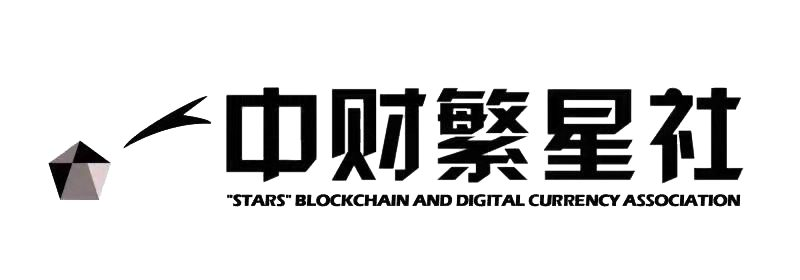 中财繁星社
"STARS" BLOCKCHAIN AND DIGITAL CURRENCY ASSOCIATION